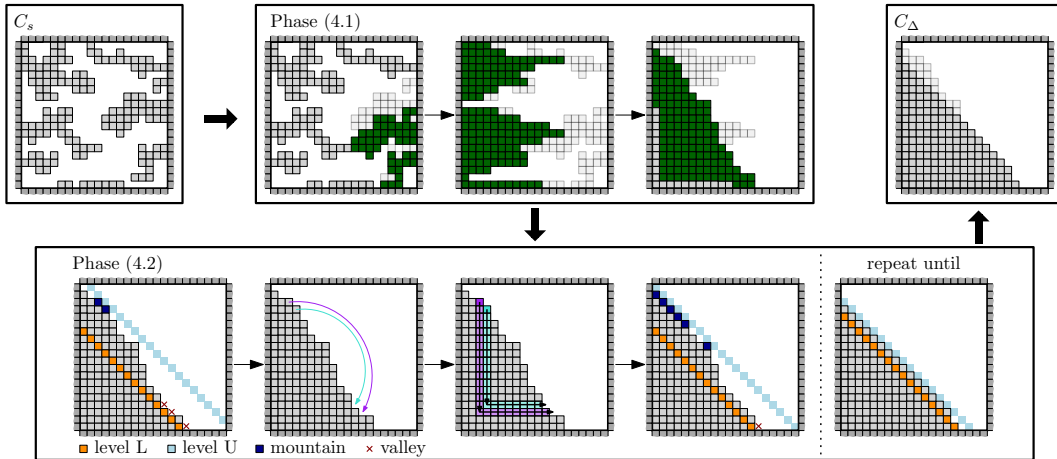 C_s
Phase (4.1)
C_Δ
Phase (4.2)
repeat until
level L
level U
mountain
× valley